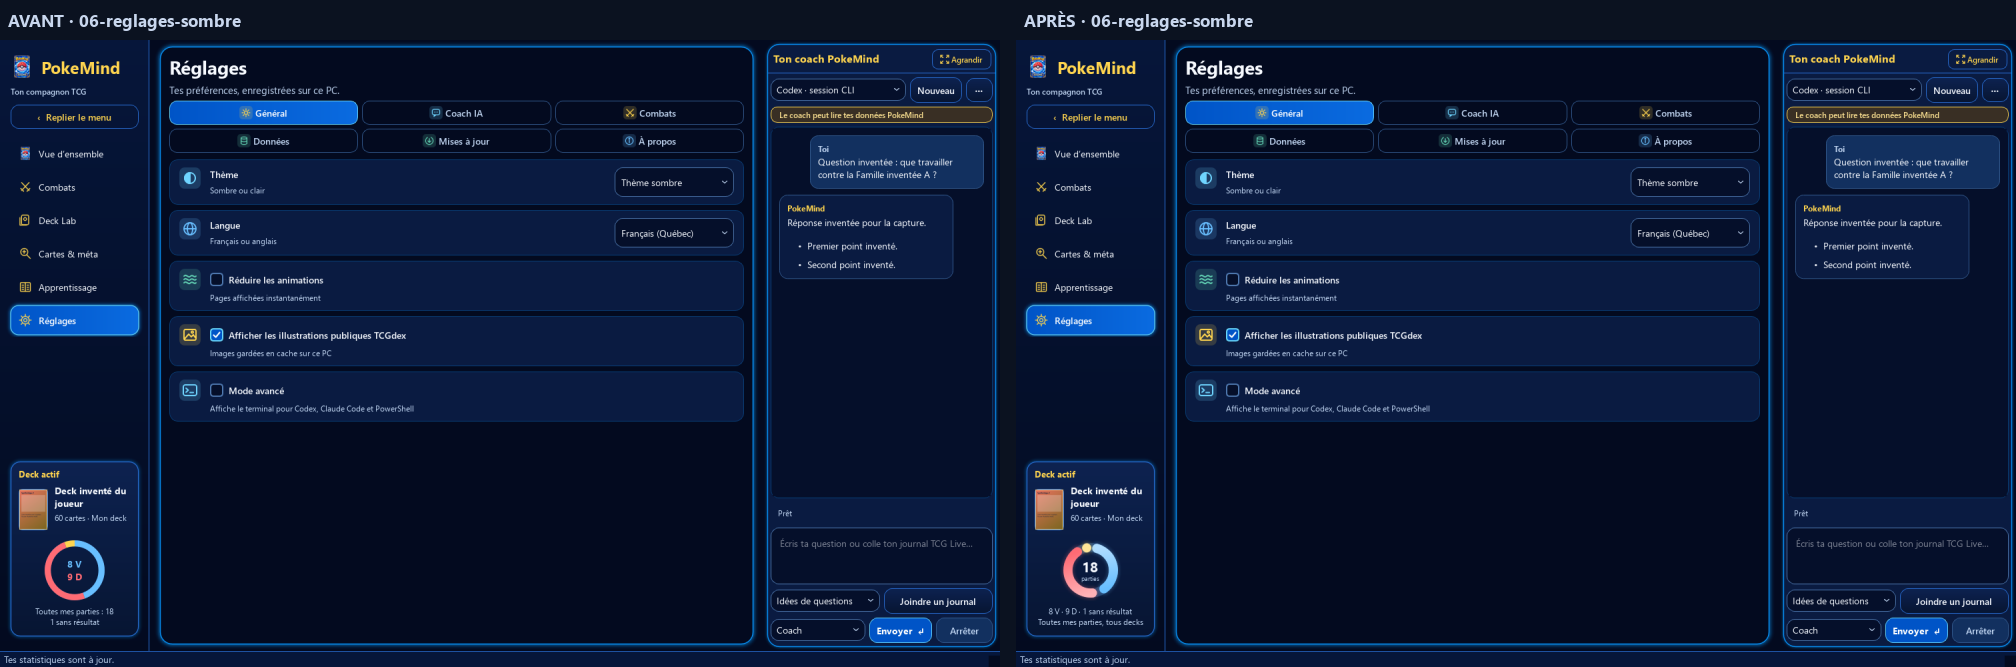 AVANT · 06-reglages-sombre
PokeMind
Ton compagnon TCG
‹ Replier le menu
Vue d'ensemble
Combats
Deck Lab
Cartes & méta
Apprentissage
Réglages
Deck actif
Deck inventé du
joueur
60 cartes · Mon deck
8 V
9 D
Toutes mes parties : 18
1 sans résultat
Réglages
Tes préférences, enregistrées sur ce PC.
Général
Coach IA
Combats
Données
Mises à jour
À propos
Thème
Sombre ou clair
Thème sombre
Langue
Français ou anglais
Français (Québec)
Réduire les animations
Pages affichées instantanément
Afficher les illustrations publiques TCGdex
Images gardées en cache sur ce PC
Mode avancé
Affiche le terminal pour Codex, Claude Code et PowerShell
Ton coach PokeMind
Agrandir
Codex · session CLI
Nouveau
...
Le coach peut lire tes données PokeMind
Toi
Question inventée : que travailler
contre la Famille inventée A ?
PokeMind
Réponse inventée pour la capture.
• Premier point inventé.
• Second point inventé.
Prêt
Écris ta question ou colle ton journal TCG Live...
Idées de questions
Joindre un journal
Coach
Envoyer ↲
Arrêter
Tes statistiques sont à jour.
APRÈS · 06-reglages-sombre
PokeMind
Ton compagnon TCG
‹ Replier le menu
Vue d'ensemble
Combats
Deck Lab
Cartes & méta
Apprentissage
Réglages
Deck actif
Deck inventé du
joueur
60 cartes · Mon deck
18
parties
8 V · 9 D · 1 sans résultat
Toutes mes parties, tous decks
Réglages
Tes préférences, enregistrées sur ce PC.
Général
Coach IA
Combats
Données
Mises à jour
À propos
Thème
Sombre ou clair
Thème sombre
Langue
Français ou anglais
Français (Québec)
Réduire les animations
Pages affichées instantanément
Afficher les illustrations publiques TCGdex
Images gardées en cache sur ce PC
Mode avancé
Affiche le terminal pour Codex, Claude Code et PowerShell
Ton coach PokeMind
Agrandir
Codex · session CLI
Nouveau
...
Le coach peut lire tes données PokeMind
Toi
Question inventée : que travailler
contre la Famille inventée A ?
PokeMind
Réponse inventée pour la capture.
• Premier point inventé.
• Second point inventé.
Prêt
Écris ta question ou colle ton journal TCG Live...
Idées de questions
Joindre un journal
Coach
Envoyer ↲
Arrêter
Tes statistiques sont à jour.